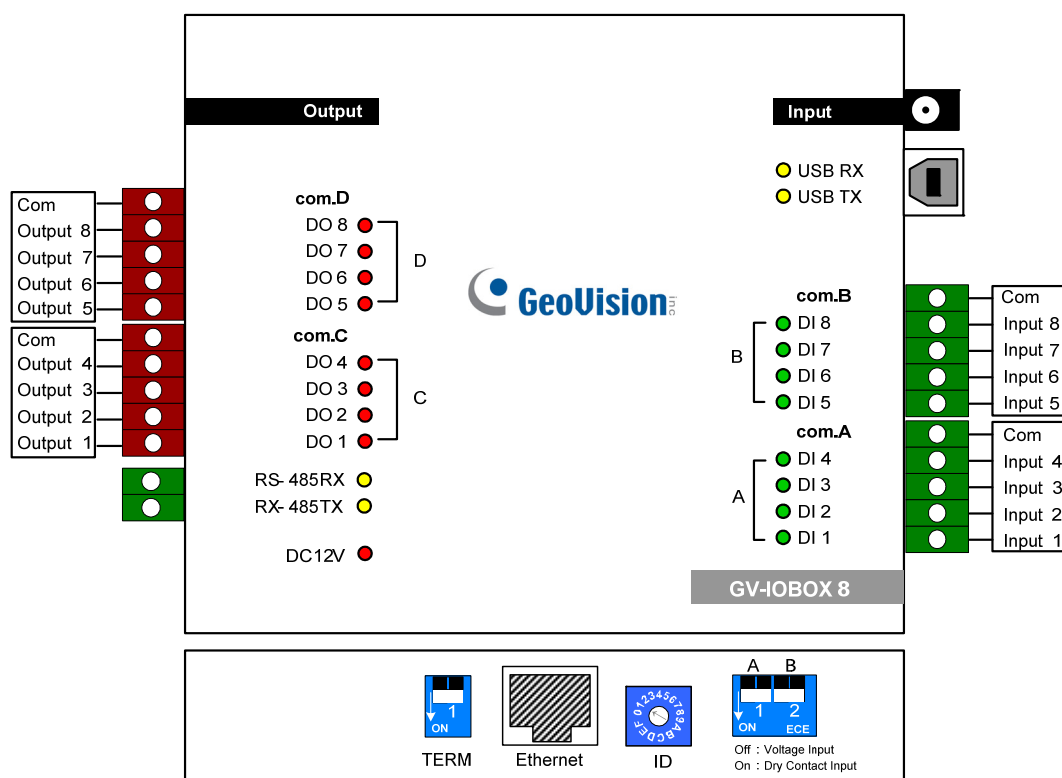 Output
Input
USB RX
USB TX
Com
Output 8
Output 7
Output 6
Output 5
Com
Output 4
Output 3
Output 2
Output 1
com.D
DO 8
DO 7
DO 6
DO 5
D
com.C
DO 4
DO 3
DO 2
DO 1
C
RS-485RX
RX-485TX
DC12V
GeoVision inc
com.B
DI 8
DI 7
DI 6
DI 5
B
com.A
DI 4
DI 3
DI 2
DI 1
A
Com
Input 8
Input 7
Input 6
Input 5
Com
Input 4
Input 3
Input 2
Input 1
GV-IOBOX 8
1
ON
TERM
Ethernet
0123456789ABCDEF
ID
A B
1 2
ON ECE
Off : Voltage Input
On : Dry Contact Input